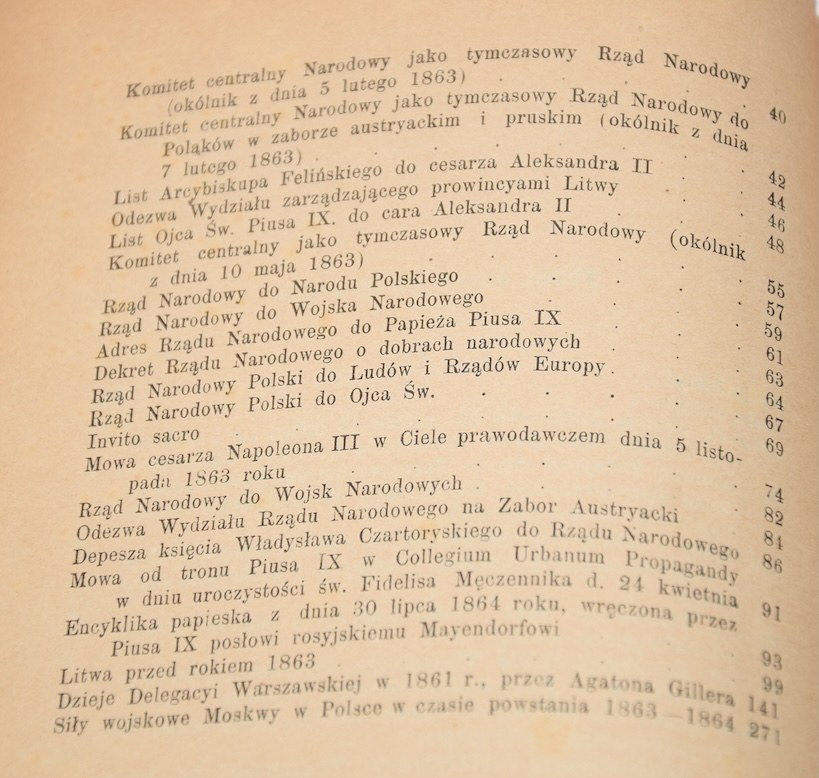 Komitet centralny Narodowy jako tymczasowy Rząd Narodowy
(okólnik z dnia 5 lutego 1863) . . . . . 40
Komitet centralny Narodowy jako tymczasowy Rząd Narodowy do
Polaków w zaborze austryackim i pruskim (okólnik z dnia
7 lutego 1863) . . . . . . 42
List Arcybiskupa Felińskiego do cesarza Aleksandra II . 44
Odezwa Wydziału zarządzającego prowincyami Litwy . . 46
List Ojca Św. Piusa IX. do cara Aleksandra II . . 48
Komitet centralny jako tymczasowy Rząd Narodowy (okólnik
z dnia 10 maja 1863) . . . . . 55
Rząd Narodowy do Narodu Polskiego . . . . 57
Rząd Narodowy do Wojska Narodowego . . . 59
Adres Rządu Narodowego do Papieża Piusa IX . . 61
Dekret Rządu Narodowego o dobrach narodowych . . 63
Rząd Narodowy Polski do Ludów i Rządów Europy . . . 64
Rząd Narodowy Polski do Ojca Św. . . . . 67
Invito sacro . . . . . . 69
Mowa cesarza Napoleona III w Ciele prawodawczem dnia 5 listo-
pada 1863 roku . . . . . 74
Rząd Narodowy do Wojsk Narodowych . . . . 82
Odezwa Wydziału Rządu Narodowego na Zabor Austryacki . 84
Depesza księcia Władysława Czartoryskiego do Rządu Narodowego 86
Mowa od tronu Piusa IX w Collegium Urbanum Propagandy
w dniu uroczystości św. Fidelisa Męczennika d. 24 kwietnia 91
Encyklika papieska z dnia 30 lipca 1864 roku, wręczona przez
Piusa IX posłowi rosyjskiemu Mayendorfowi . . 93
Litwa przed rokiem 1863 . . . . . 99
Dzieje Delegacyi Warszawskiej w 1861 r., przez Agatona Gillera 141
Siły wojskowe Moskwy w Polsce w czasie powstania 1863—1864 271